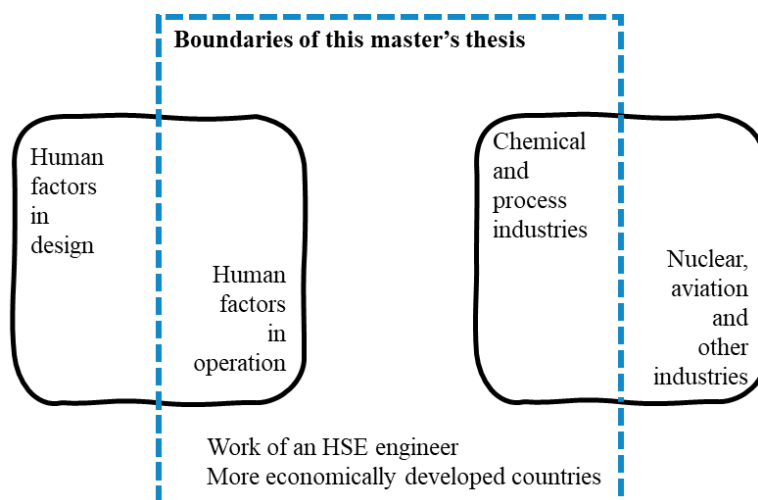 Boundaries of this master’s thesis
Human
factors
in
design
Human
factors
in
operation
Chemical
and
process
industries
Nuclear,
aviation
and
other
industries
Work of an HSE engineer
More economically developed countries